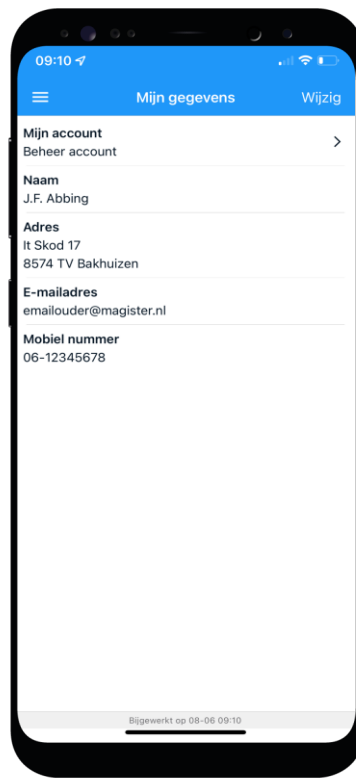 09:10
Mijn gegevens
Wijzig
Mijn account
Beheer account
Naam
J.F. Abbing
Adres
It Skod 17
8574 TV Bakhuizen
E-mailadres
emailouder@magister.nl
Mobiel nummer
06-12345678
Bijgewerkt op 08-06 09:10